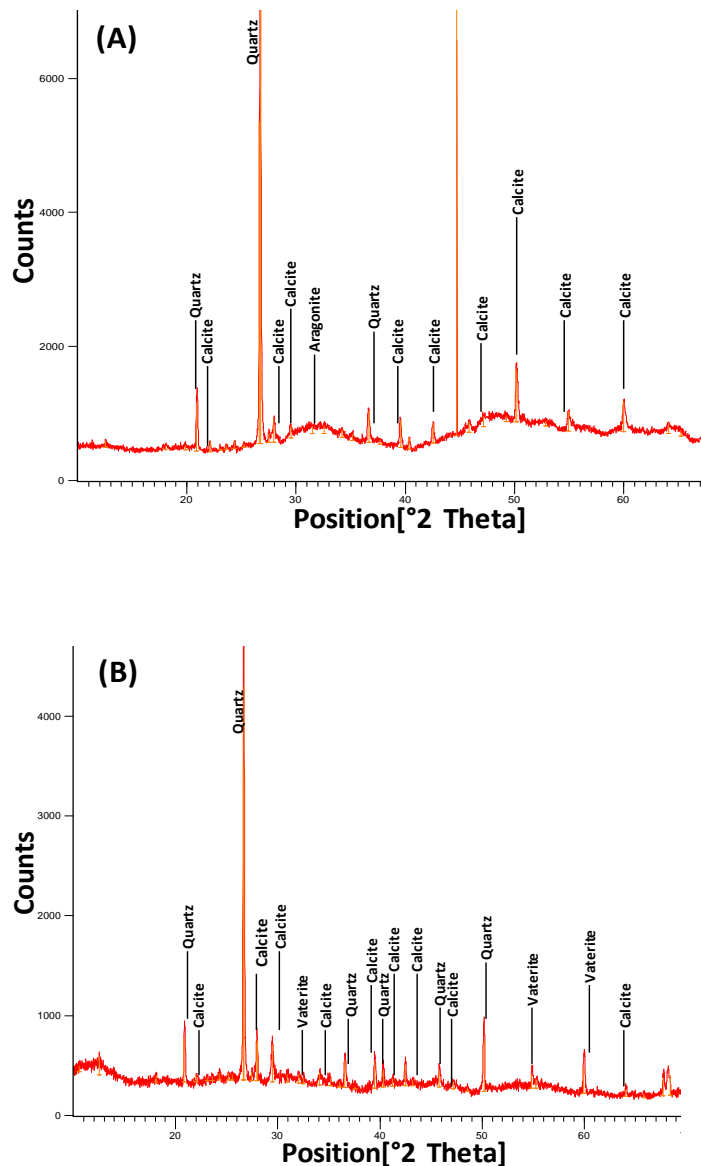 (A)
Quartz
6000
Counts
4000
Calcite
Calcite
Quartz
Aragonite
Quartz
Calcite
Calcite
Calcite
Calcite
Calcite
Calcite
Calcite
2000
0
20
30
40
50
60
Position[°2 Theta]
(B)
Quartz
4000
Counts
3000
2000
Quartz
Calcite
Calcite
Calcite
Vaterite
Calcite
Quartz
Calcite
Quartz
Calcite
Calcite
Quartz
Calcite
Quartz
Vaterite
Vaterite
Calcite
1000
0
20
30
40
50
60
Position[°2 Theta]